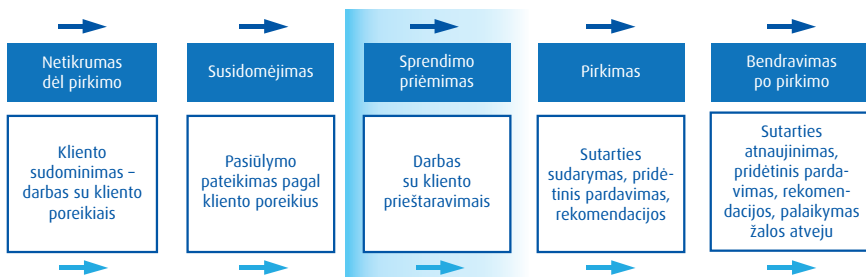 Netikrumas
dėl pirkimo
Susidomėjimas
Sprendimo
priėmimas
Pirkimas
Bendravimas
po pirkimo
Kliento
sudominimas –
darbas su kliento
poreikiais
Pasiūlymo
pateikimas pagal
kliento poreikius
Darbas
su kliento
prieštaravimais
Sutarties
sudarymas, pridė-
tinis pardavimas,
rekomendacijos
Sutarties
atnaujinimas,
pridėtinis parda-
vimas, rekomen-
dacijos, palaikymas
žalos atveju